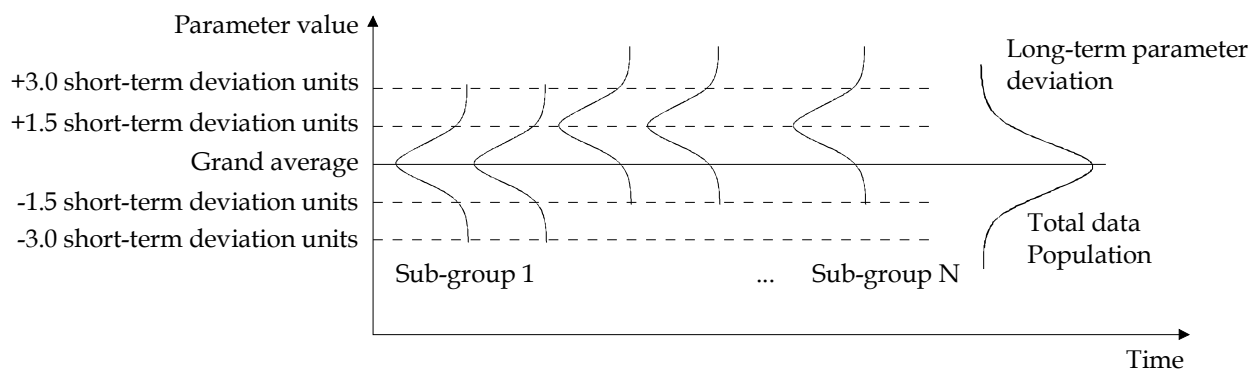 Parameter value
Long-term parameter
deviation
+3.0 short-term deviation units
+1.5 short-term deviation units
Grand average
-1.5 short-term deviation units
-3.0 short-term deviation units
Total data
Population
Sub-group 1
...
Sub-group N
Time